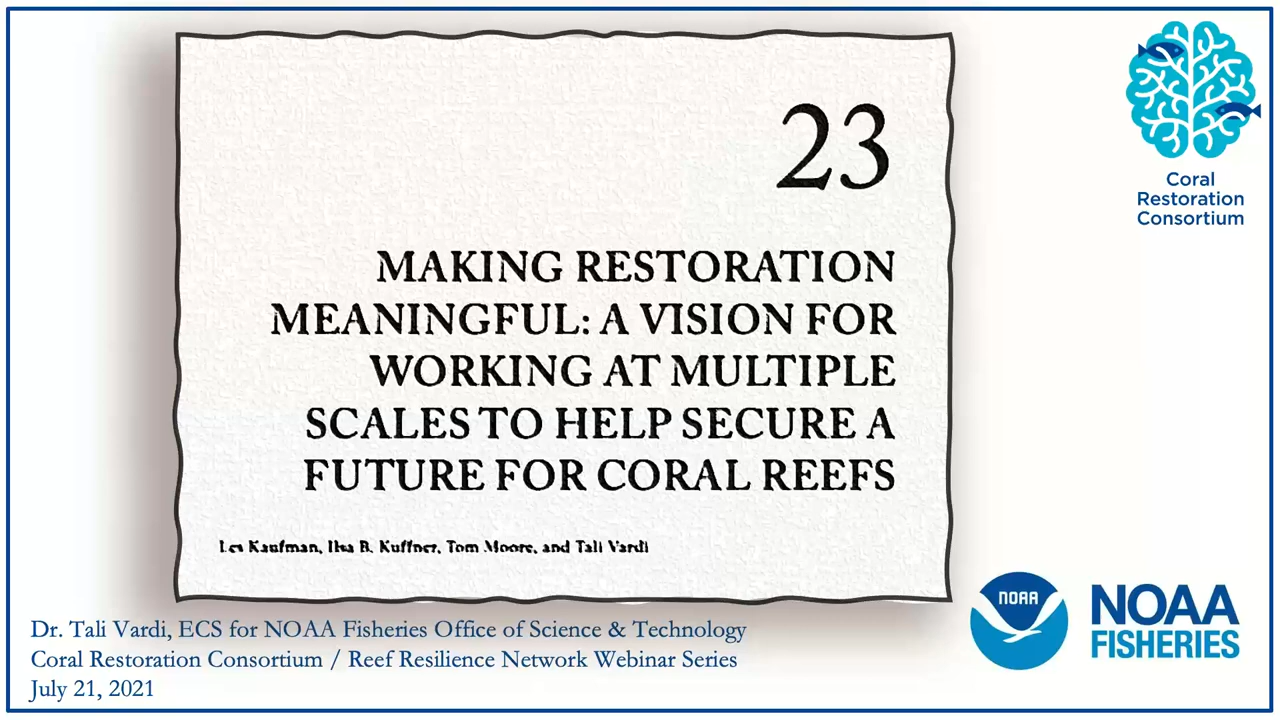 23
MAKING RESTORATION
MEANINGFUL: A VISION FOR
WORKING AT MULTIPLE
SCALES TO HELP SECURE A
FUTURE FOR CORAL REEFS
Les Kaufman, Ilsa B. Kuffner, Tom Moore, and Tali Vardi
Coral
Restoration
Consortium
Dr. Tali Vardi, ECS for NOAA Fisheries Office of Science & Technology
Coral Restoration Consortium / Reef Resilience Network Webinar Series
July 21, 2021
NOAA
NOAA
FISHERIES